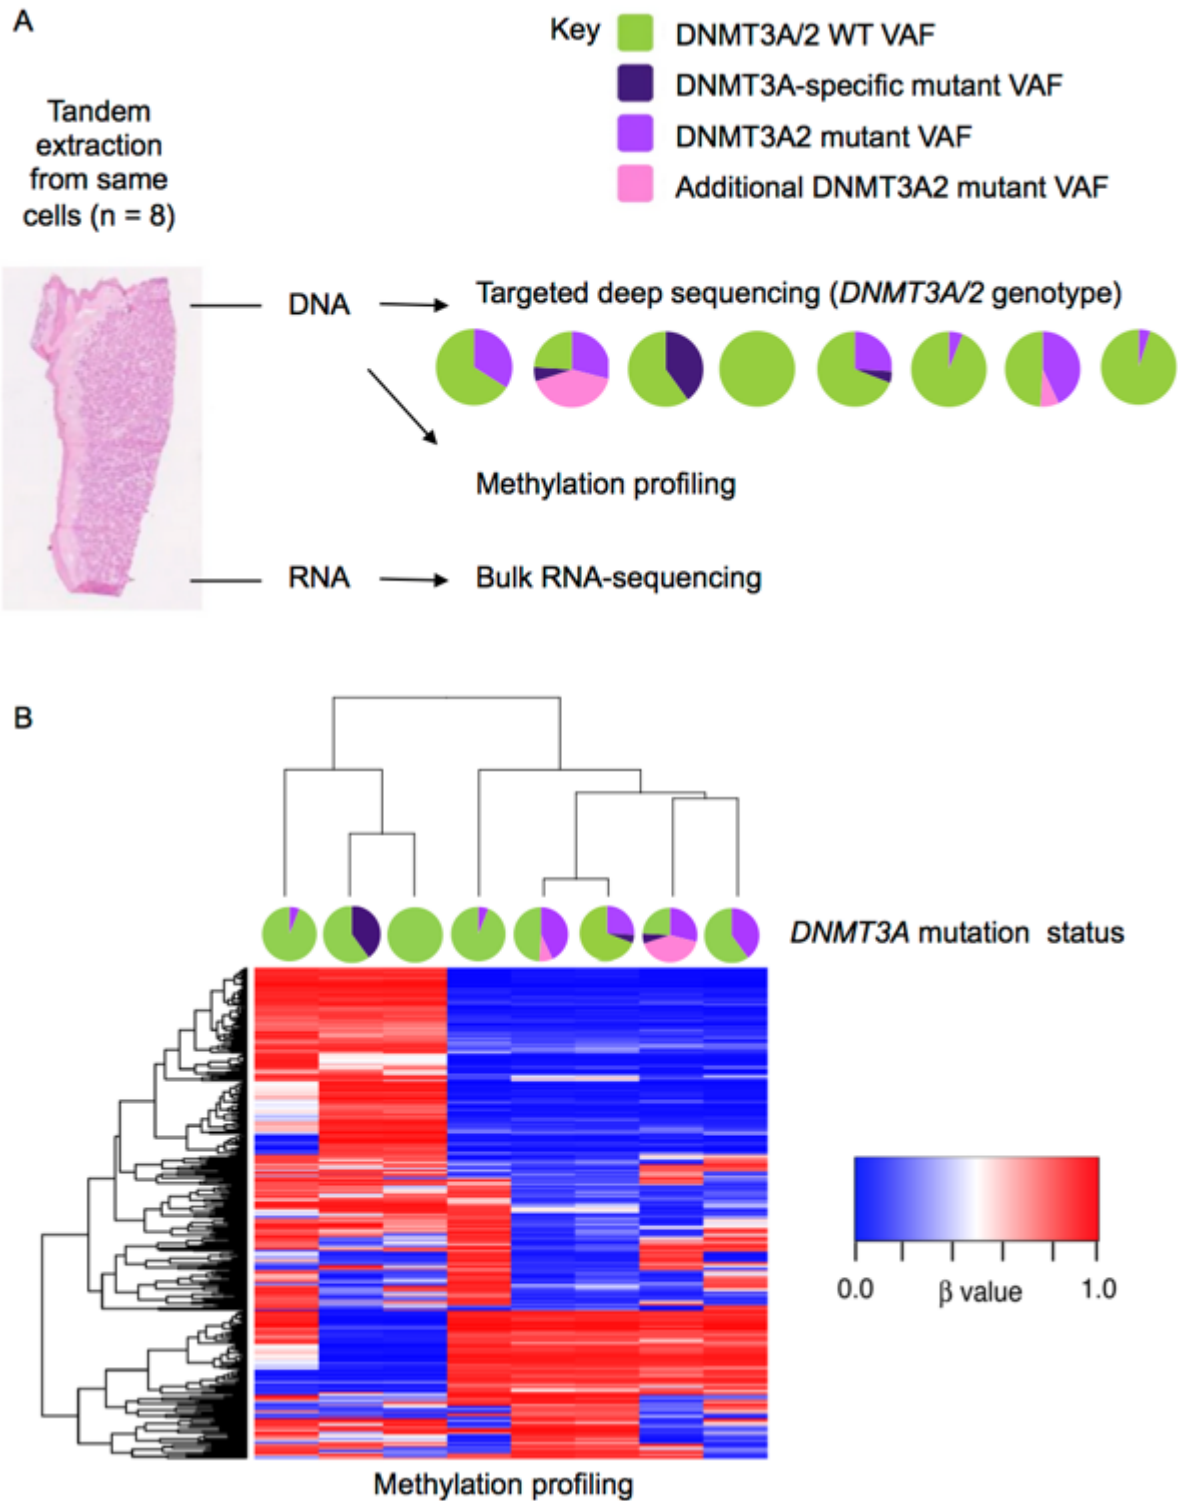 A
Key
DNMT3A/2 WT VAF
DNMT3A-specific mutant VAF
DNMT3A2 mutant VAF
Additional DNMT3A2 mutant VAF
Tandem
extraction
from same
cells (n = 8)
DNA
Targeted deep sequencing (DNMT3A/2 genotype)
Methylation profiling
RNA
Bulk RNA-sequencing
B
DNMT3A mutation status
0.0
β value
1.0
Methylation profiling